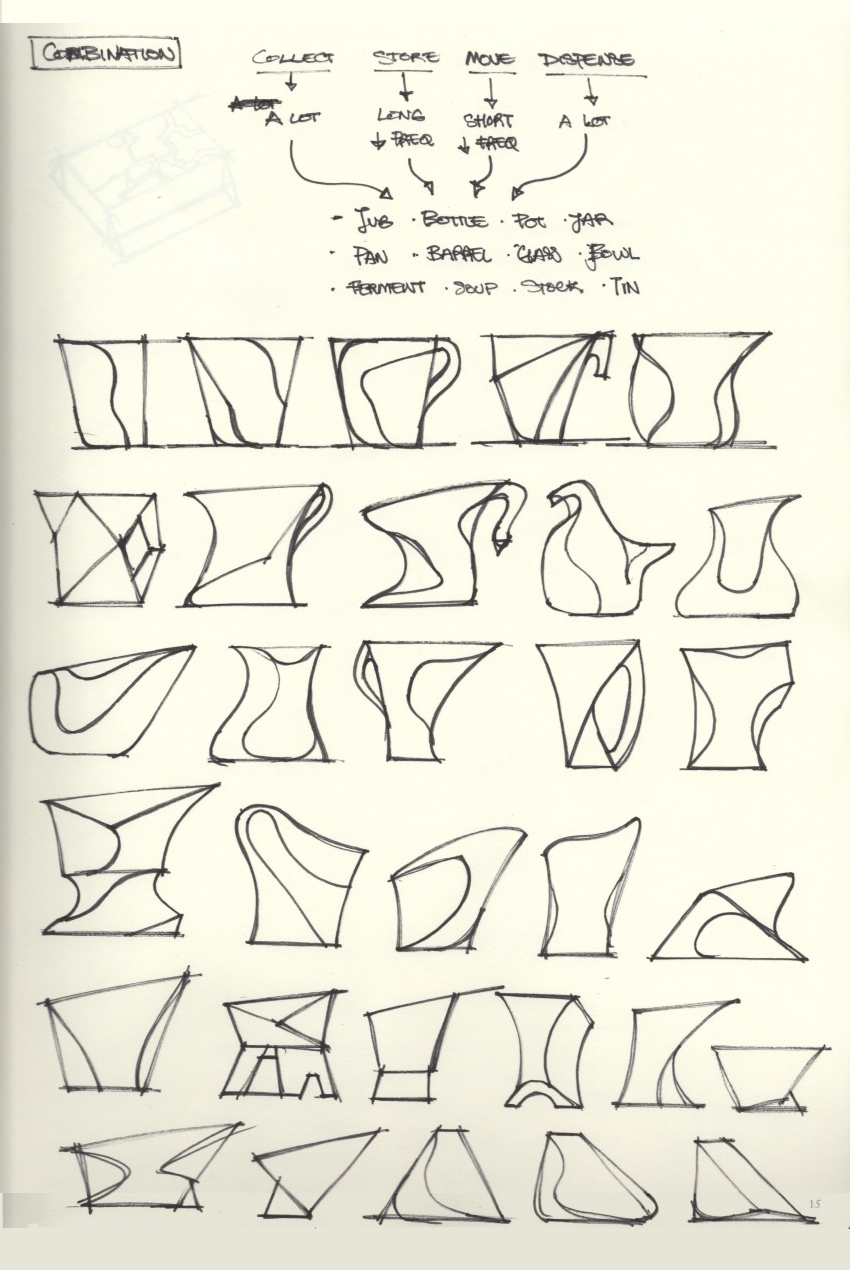 COMBINATION
COLLECT STORE MOVE DISPENSE
A LOT LONG SHORT A LOT
↓ FREQ ↓ FREQ
- JUG · BOTTLE · POT · JAR
· PAN · BARREL · GLASS · BOWL
· FERMENT · SOUP · STOCK · TIN
15